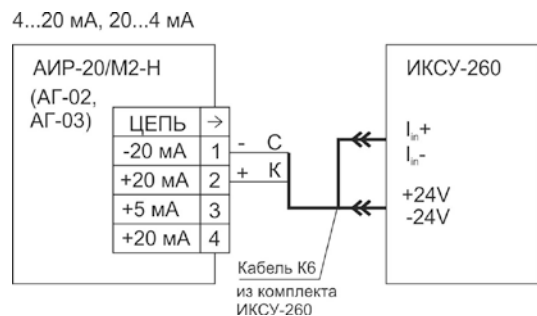 4...20 мА, 20...4 мА
АИР-20/М2-Н
(АГ-02,
АГ-03)
ЦЕПЬ →
-20 мА 1
+20 мА 2
+5 мА 3
+20 мА 4
- С
+ К
ИКСУ-260
Iin+
Iin-
+24V
-24V
Кабель К6
из комплекта
ИКСУ-260